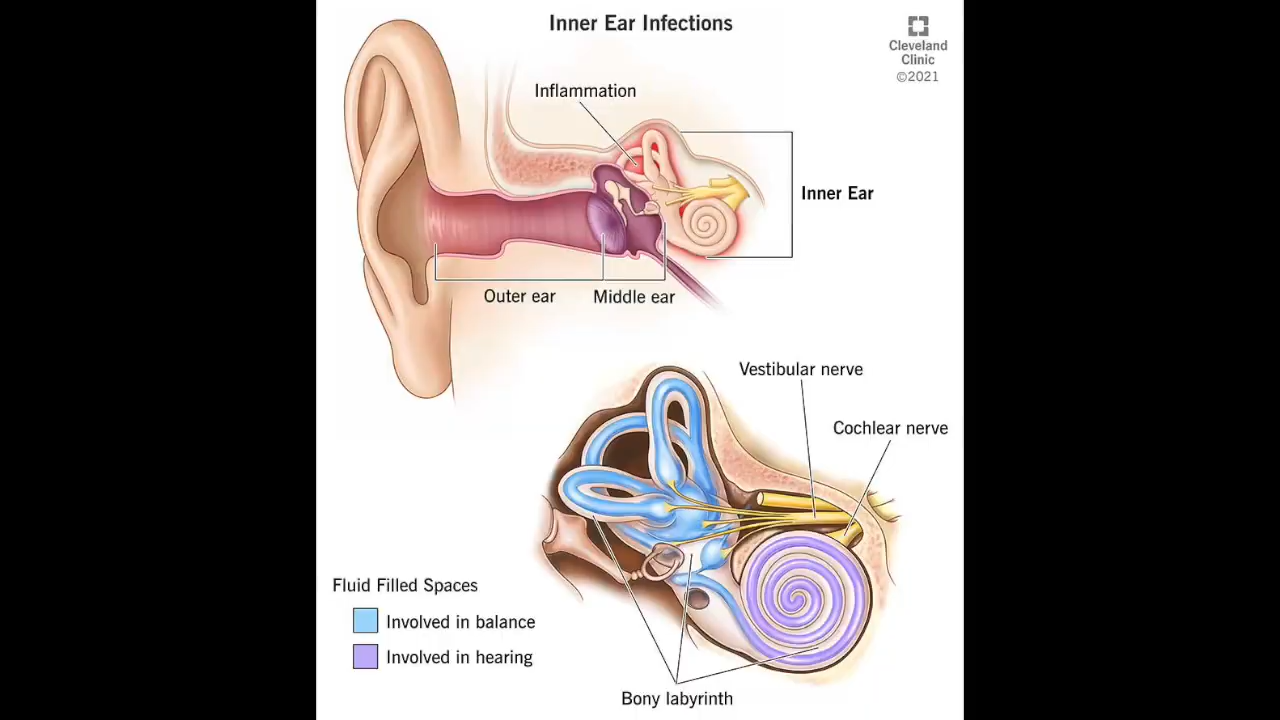 Inner Ear Infections
Cleveland
Clinic
©2021
Inflammation
Inner Ear
Outer ear
Middle ear
Vestibular nerve
Cochlear nerve
Fluid Filled Spaces
Involved in balance
Involved in hearing
Bony labyrinth